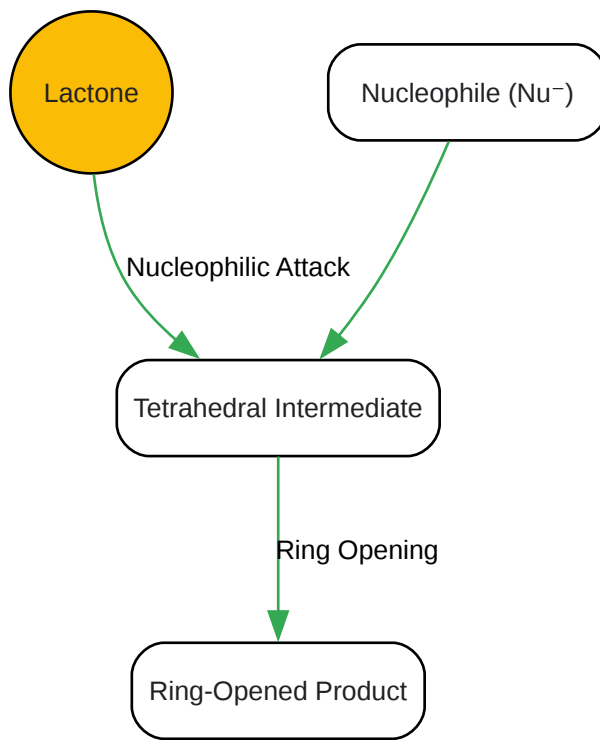 Lactone
Nucleophile (Nu⁻)
Nucleophilic Attack
Tetrahedral Intermediate
Ring Opening
Ring-Opened Product